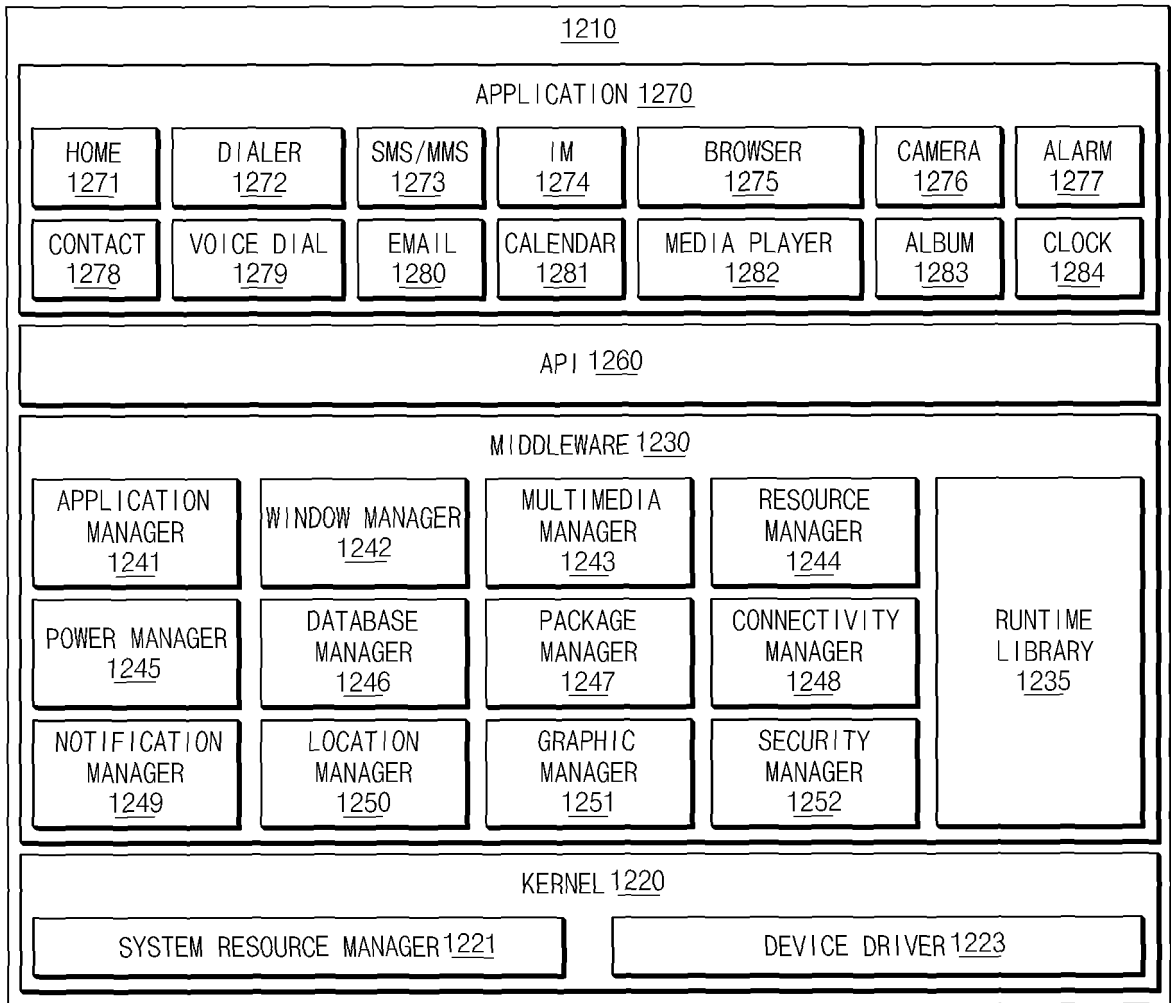 1210
APPLICATION 1270
HOME
1271
DIALER
1272
SMS/MMS
1273
IM
1274
BROWSER
1275
CAMERA
1276
ALARM
1277
CONTACT
1278
VOICE DIAL
1279
EMAIL
1280
CALENDAR
1281
MEDIA PLAYER
1282
ALBUM
1283
CLOCK
1284
API 1260
MIDDLEWARE 1230
APPLICATION
MANAGER
1241
WINDOW MANAGER
1242
MULTIMEDIA
MANAGER
1243
RESOURCE
MANAGER
1244
POWER MANAGER
1245
DATABASE
MANAGER
1246
PACKAGE
MANAGER
1247
CONNECTIVITY
MANAGER
1248
RUNTIME
LIBRARY
1235
NOTIFICATION
MANAGER
1249
LOCATION
MANAGER
1250
GRAPHIC
MANAGER
1251
SECURITY
MANAGER
1252
KERNEL 1220
SYSTEM RESOURCE MANAGER 1221
DEVICE DRIVER 1223